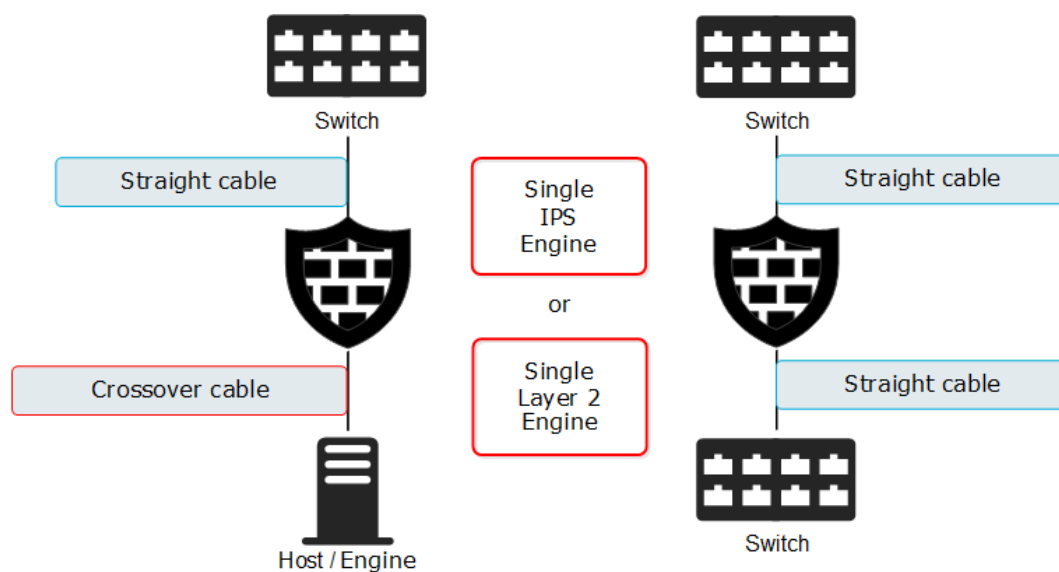 Switch
Switch
Straight cable
Straight cable
Single
IPS
Engine
or
Crossover cable
Single
Layer 2
Engine
Straight cable
Host / Engine
Switch